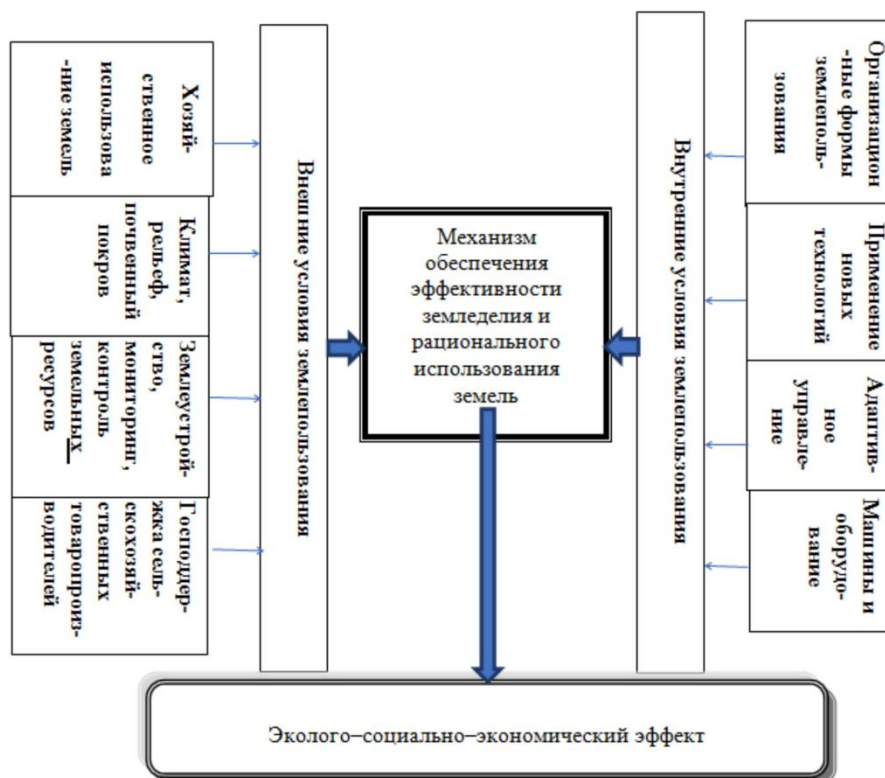 Хозяй-
ственное
использова
-ние земель
Климат,
рельеф,
почвенный
покров
Землеустрой-
ство,
мониторинг,
контроль
земельных
ресурсов
Господдер-
жка сель-
скохозяй-
ственных
товаропроиз-
водителей
Внешние условия землепользования
Механизм
обеспечения
эффективности
земледелия и
рационального
использования
земель
Внутренние условия землепользования
Организацион
-ные формы
землеполь-
зования
Применение
новых
технологий
Адаптив-
ное
управле-
ние
Машины и
оборудо-
вание
Эколого–социально–экономический эффект